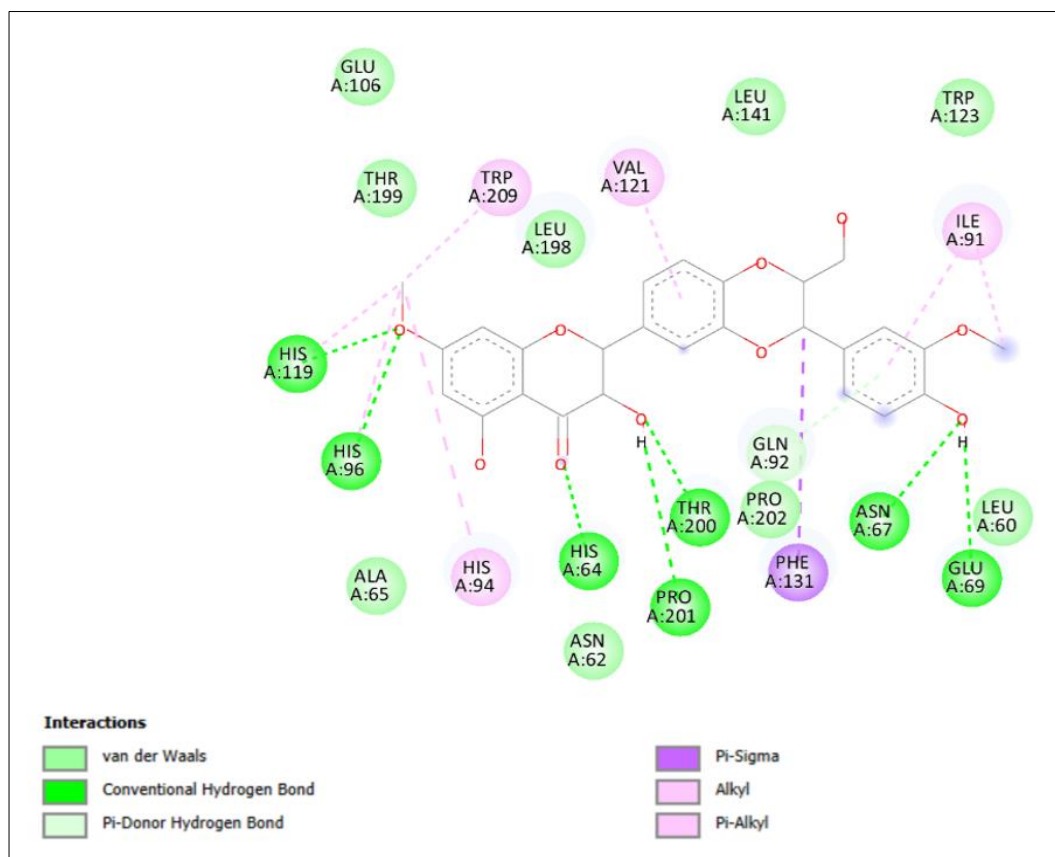 GLU
A:106
LEU
A:141
TRP
A:123
THR
A:199
TRP
A:209
VAL
A:121
LEU
A:198
ILE
A:91
O
O
O
O
O
HIS
A:119
O
O
O
H
GLN
A:92
HIS
A:96
O
O
O
H
PRO
A:202
THR
A:200
ASN
A:67
LEU
A:60
HIS
A:64
PHE
A:131
GLU
A:69
ALA
A:65
HIS
A:94
PRO
A:201
ASN
A:62
Interactions
van der Waals
Conventional Hydrogen Bond
Pi-Donor Hydrogen Bond
Pi-Sigma
Alkyl
Pi-Alkyl